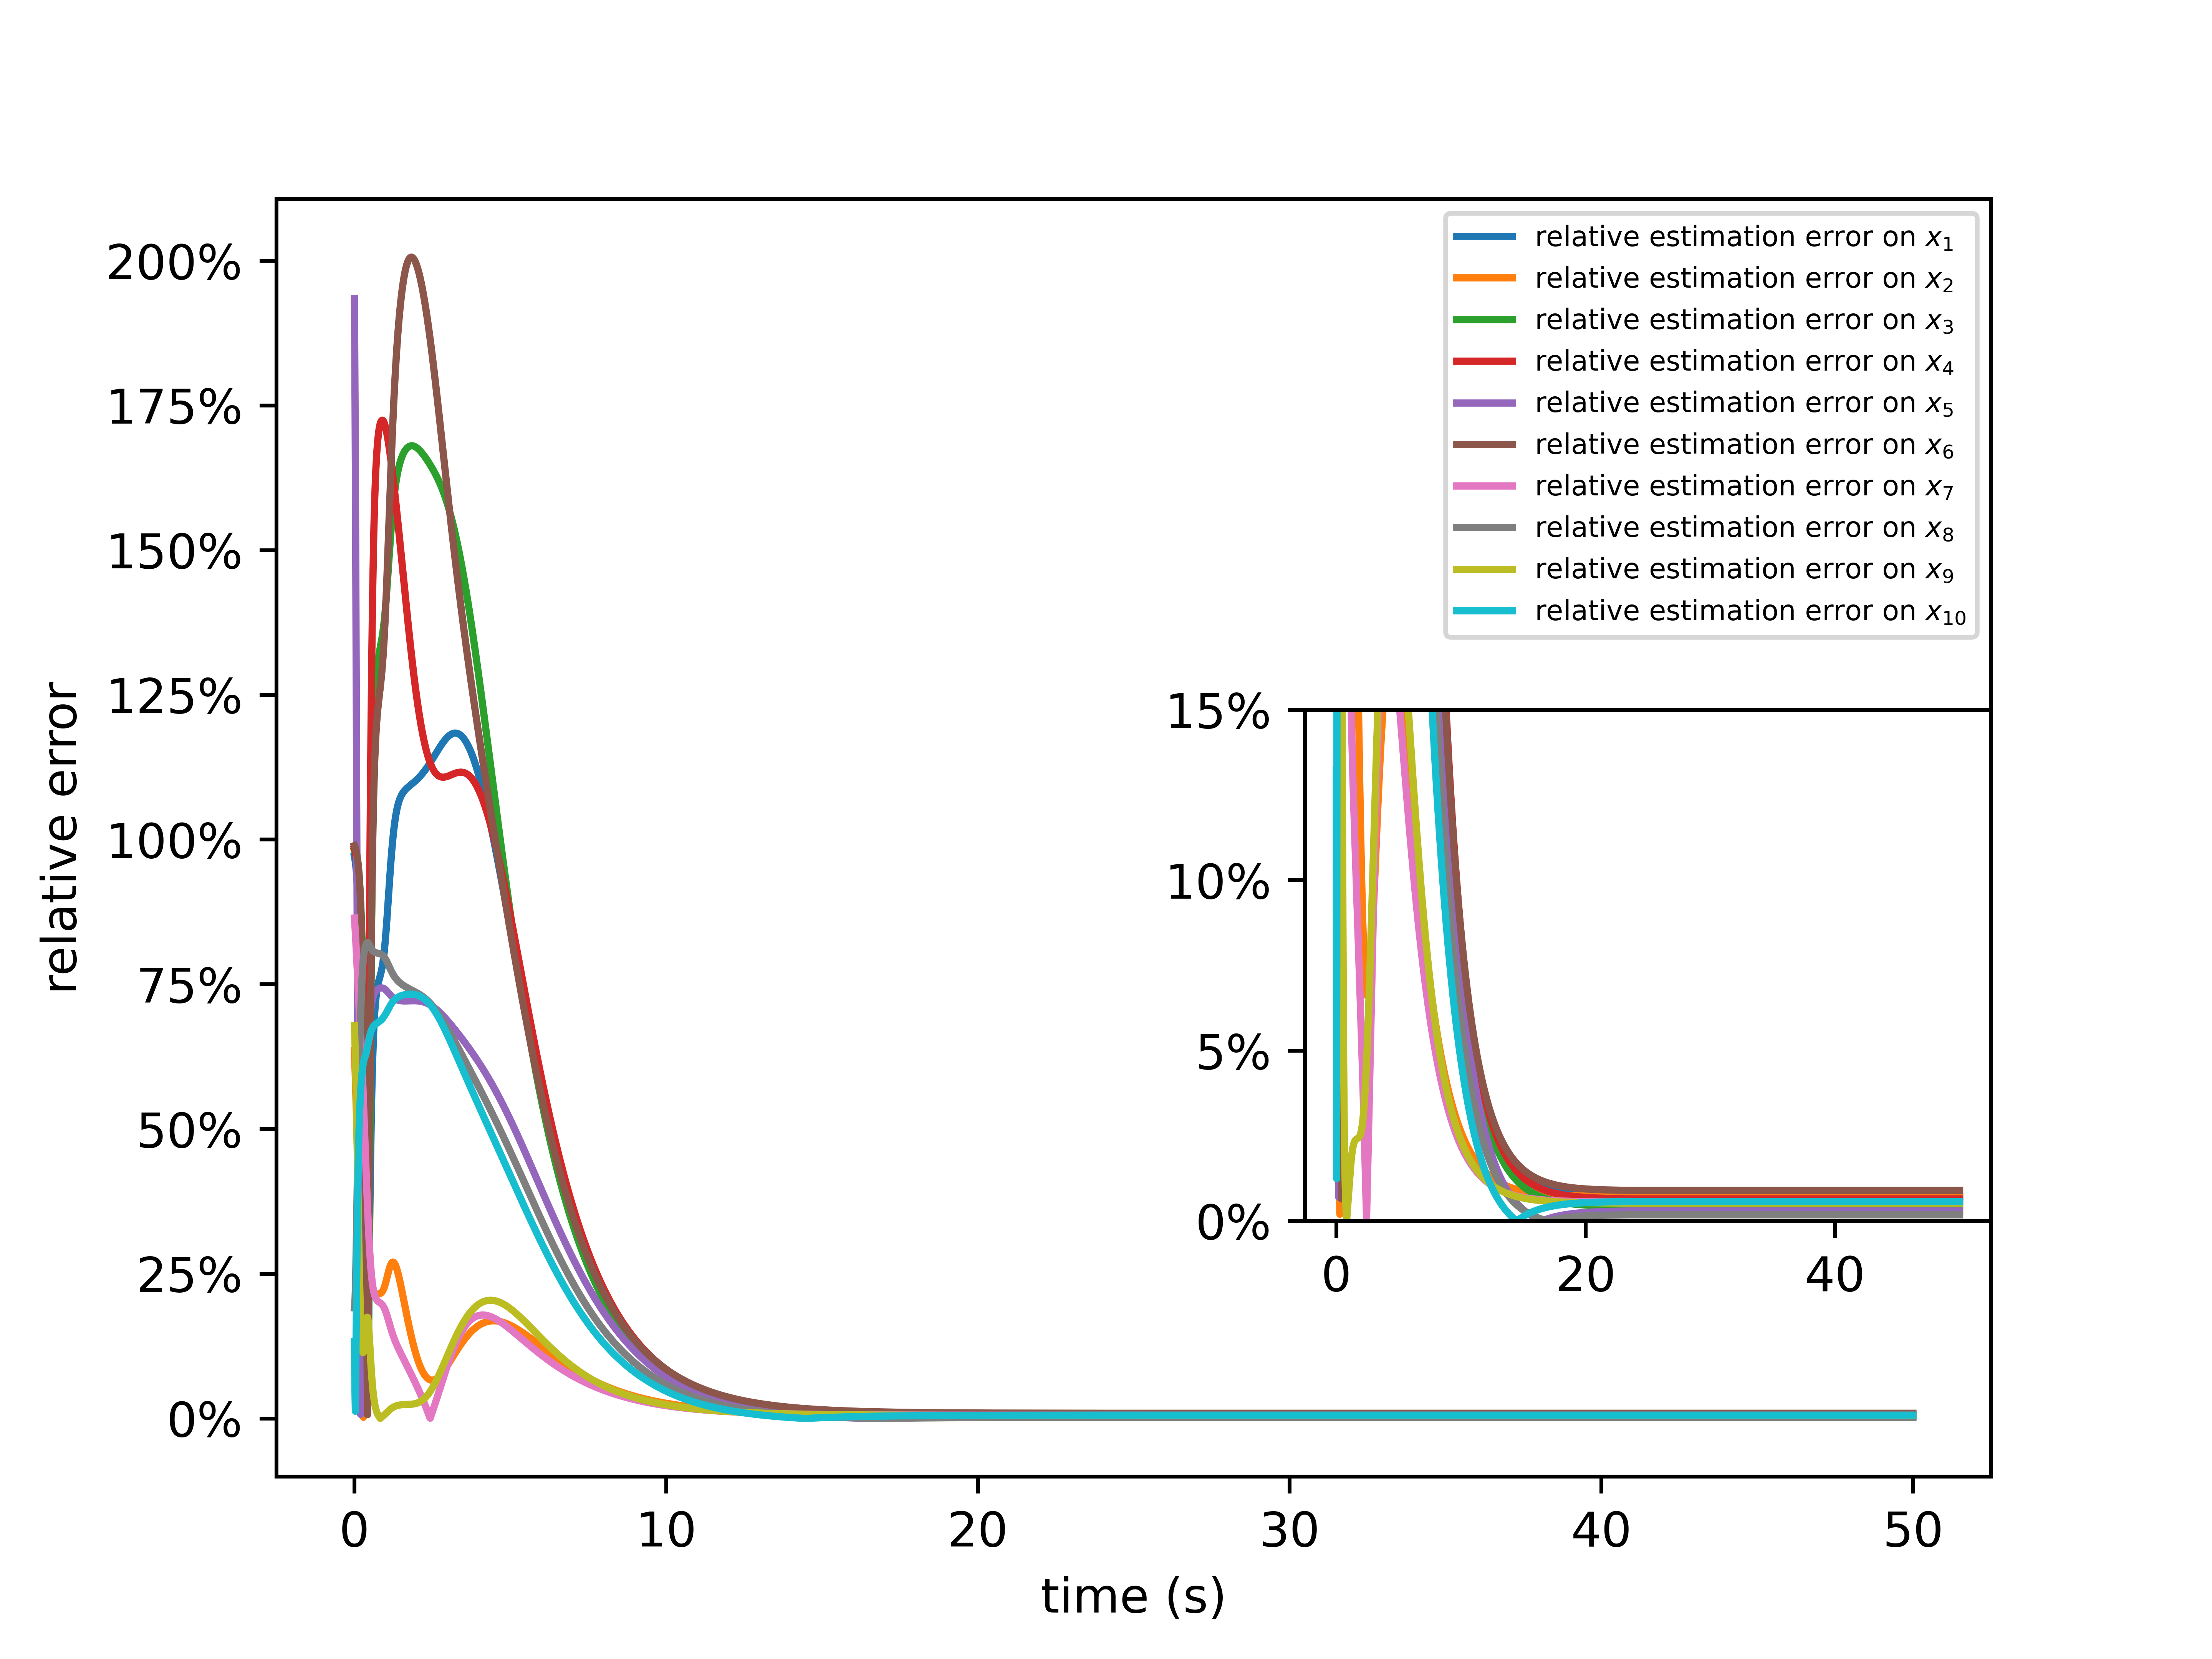 200%
175%
150%
125%
100%
75%
50%
25%
0%
relative error
0 10 20 30 40 50
time (s)
relative estimation error on x₁
relative estimation error on x₂
relative estimation error on x₃
relative estimation error on x₄
relative estimation error on x₅
relative estimation error on x₆
relative estimation error on x₇
relative estimation error on x₈
relative estimation error on x₉
relative estimation error on x₁₀
15%
10%
5%
0%
0 20 40